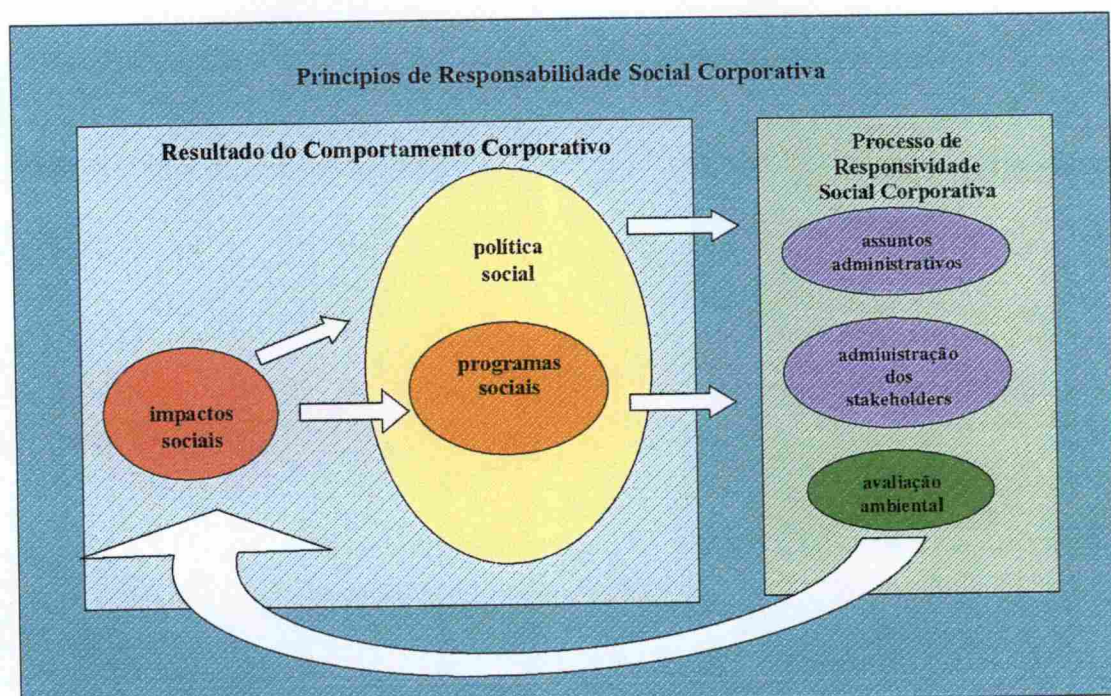 Princípios de Responsabilidade Social Corporativa
Resultado do Comportamento Corporativo
política
social
programas
sociais
impactos
sociais
Processo de
Responsividade
Social Corporativa
assuntos
administrativos
administração
dos
stakeholders
avaliação
ambiental